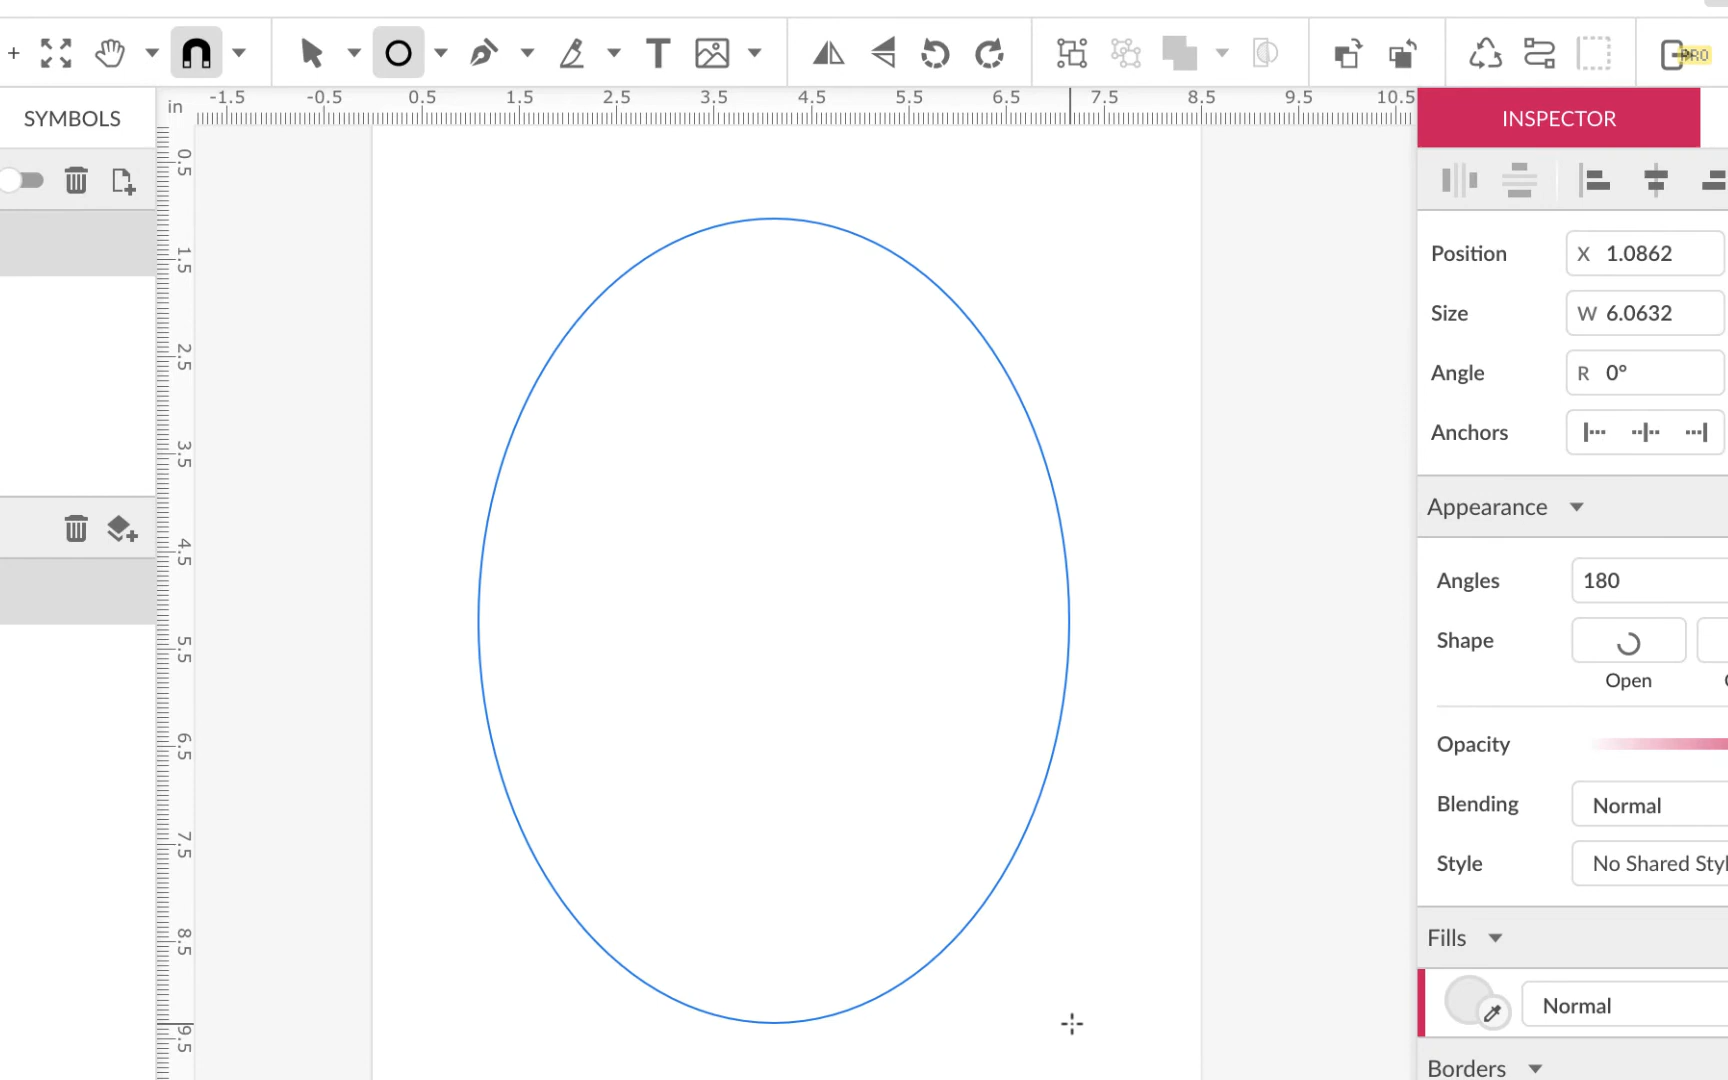 PRO
SYMBOLS
in
-1.5 -0.5 0.5 1.5 2.5 3.5 4.5 5.5 6.5 7.5 8.5 9.5 10.5
INSPECTOR
0.5
1.5
2.5
3.5
4.5
5.5
6.5
7.5
8.5
9.5
Position X 1.0862
Size W 6.0632
Angle R 0°
Anchors
Appearance
Angles 180
Shape
Open
Opacity
Blending Normal
Style No Shared Styl
Fills
Normal
Borders